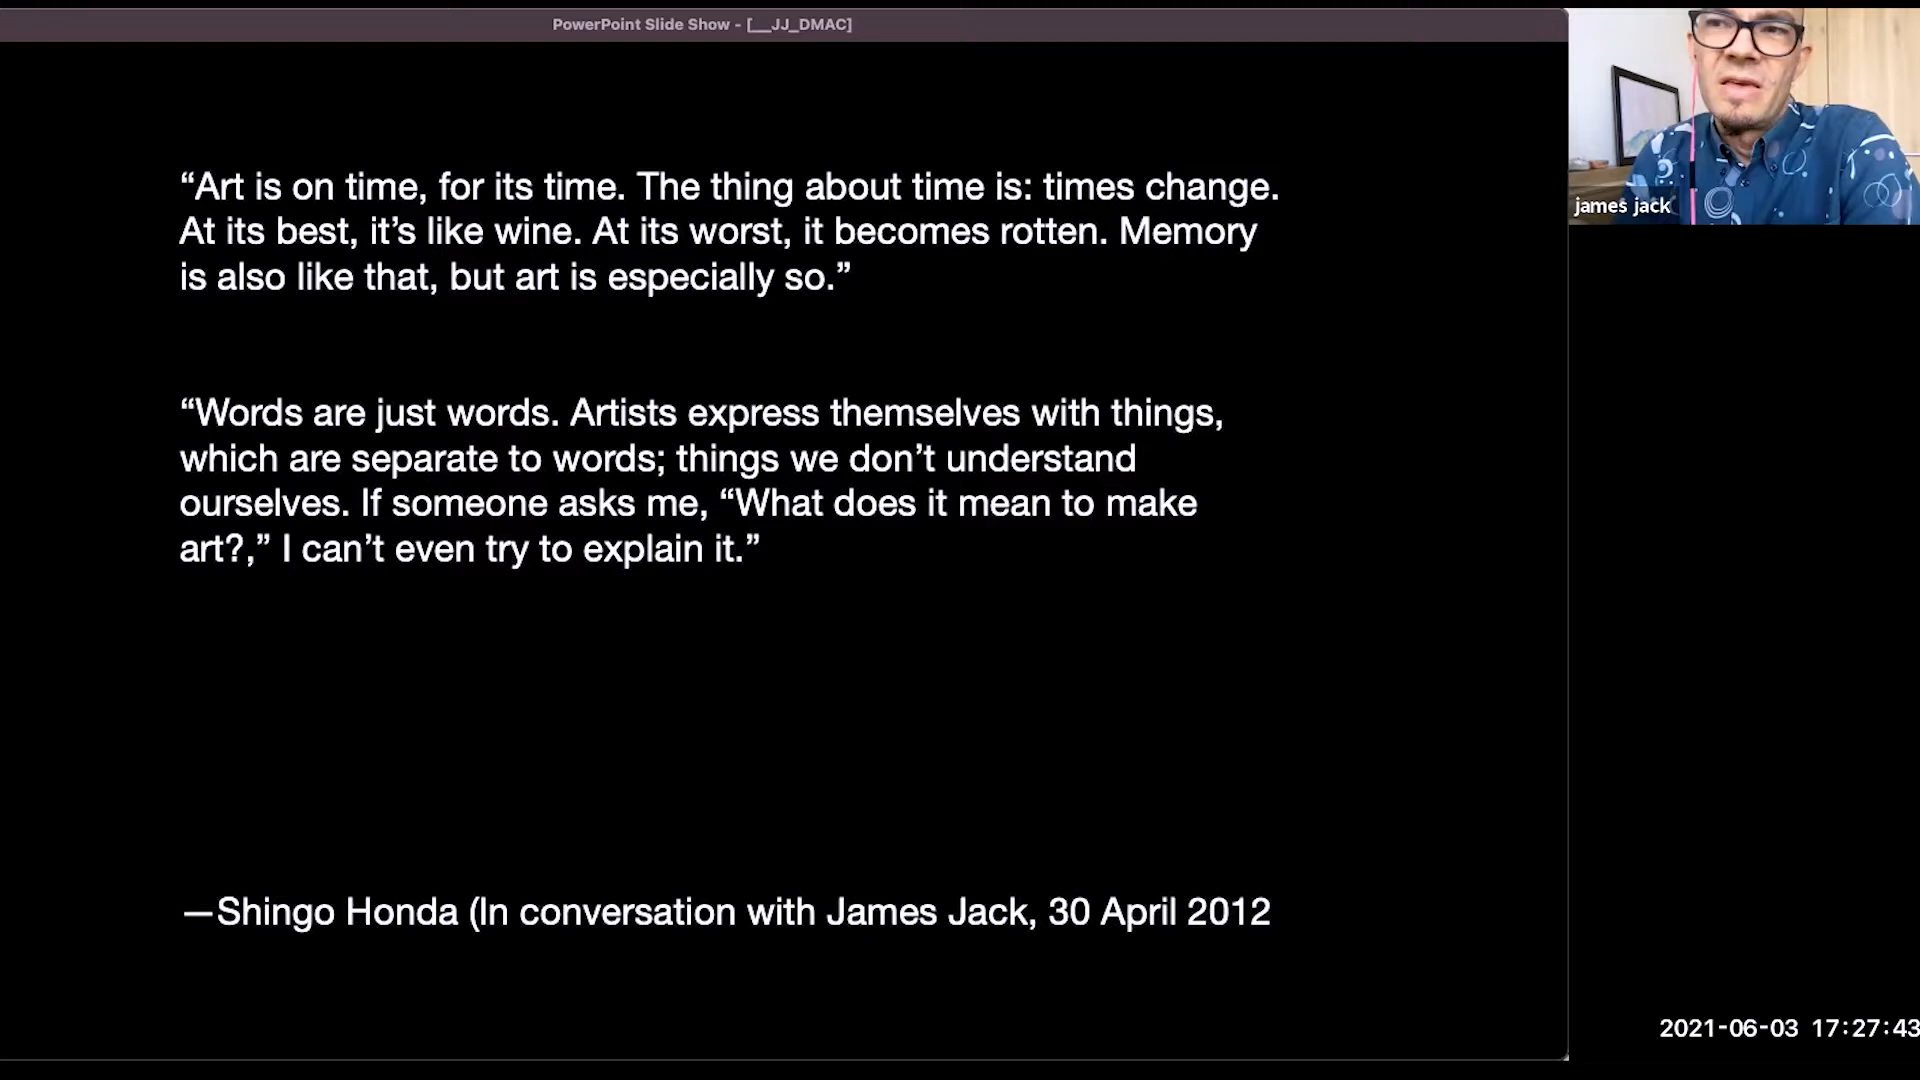 PowerPoint Slide Show - [__JJ_DMAC]
“Art is on time, for its time. The thing about time is: times change.
At its best, it’s like wine. At its worst, it becomes rotten. Memory
is also like that, but art is especially so.”
“Words are just words. Artists express themselves with things,
which are separate to words; things we don’t understand
ourselves. If someone asks me, “What does it mean to make
art?,” I can’t even try to explain it.”
—Shingo Honda (In conversation with James Jack, 30 April 2012
james jack
2021-06-03 17:27:43